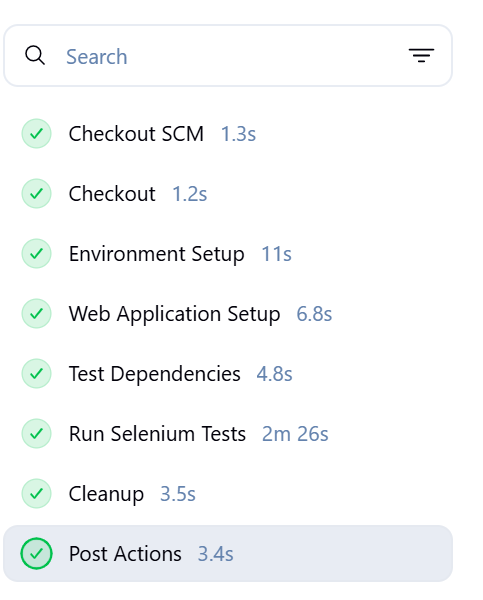 Search
Checkout SCM 1.3s
Checkout 1.2s
Environment Setup 11s
Web Application Setup 6.8s
Test Dependencies 4.8s
Run Selenium Tests 2m 26s
Cleanup 3.5s
Post Actions 3.4s